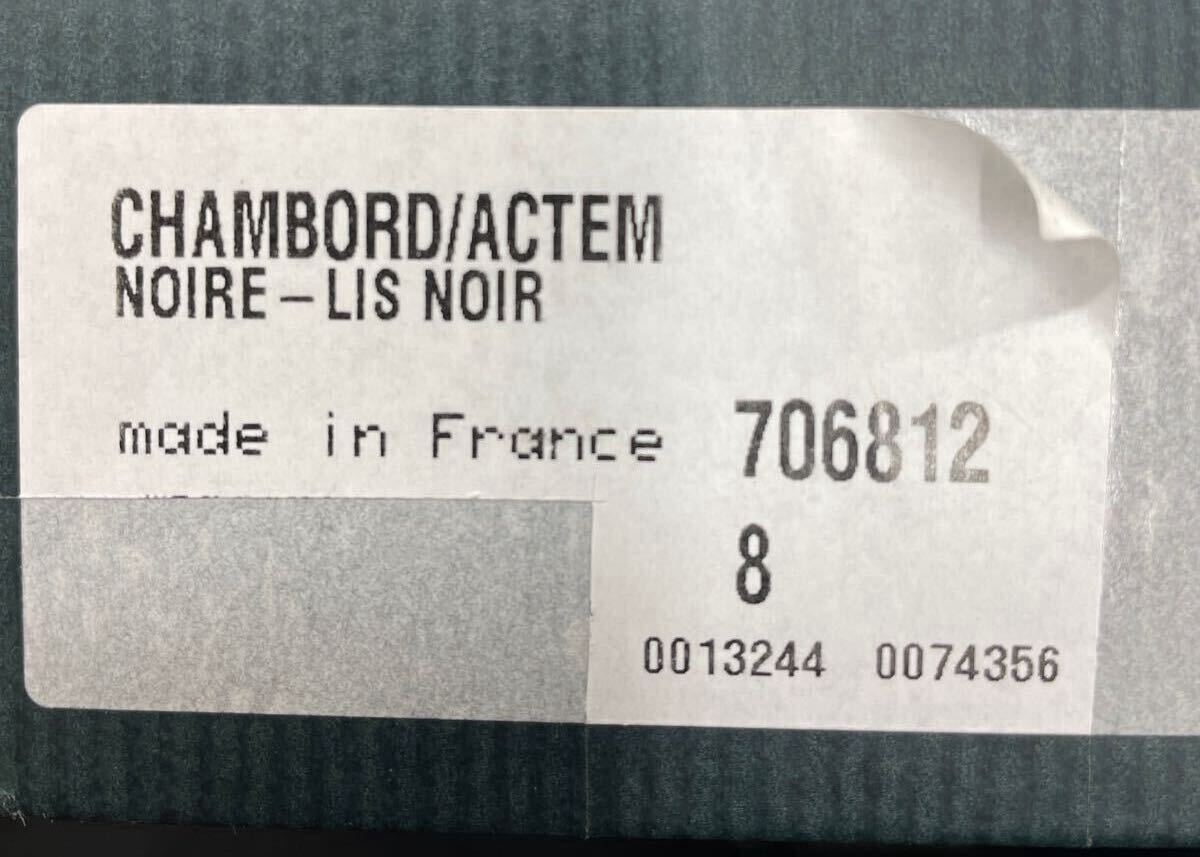 CHAMBORD/ACTEM
NOIRE – LIS NOIR
made in France 706812
8
0013244 0074356